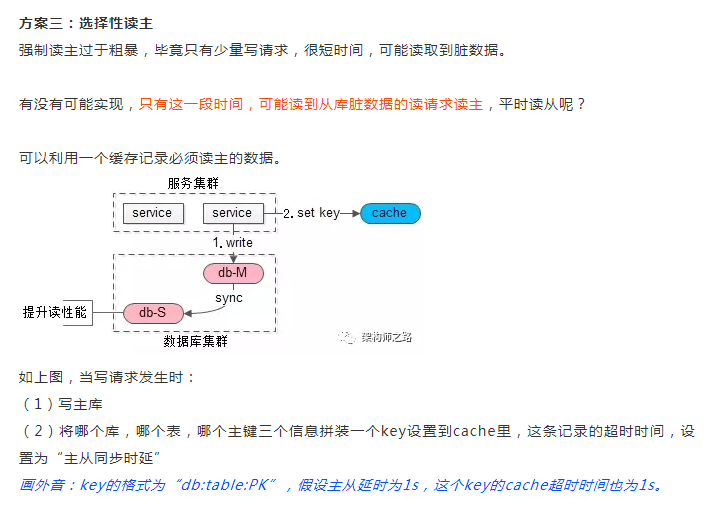 方案三：选择性读主
强制读主过于粗暴，毕竟只有少量写请求，很短时间，可能读取到脏数据。
有没有可能实现，只有这一段时间，可能读到从库脏数据的读请求读主，平时读从呢？
可以利用一个缓存记录必须读主的数据。
服务集群
service
service
2. set key
cache
1. write
db-M
sync
提升读性能
db-S
数据库集群
架构师之路
如上图，当写请求发生时：
（1）写主库
（2）将哪个库，哪个表，哪个主键三个信息拼装一个key设置到cache里，这条记录的超时时间，设
置为“主从同步时延”
画外音：key的格式为“db:table:PK”，假设主从延时为1s，这个key的cache超时时间也为1s。